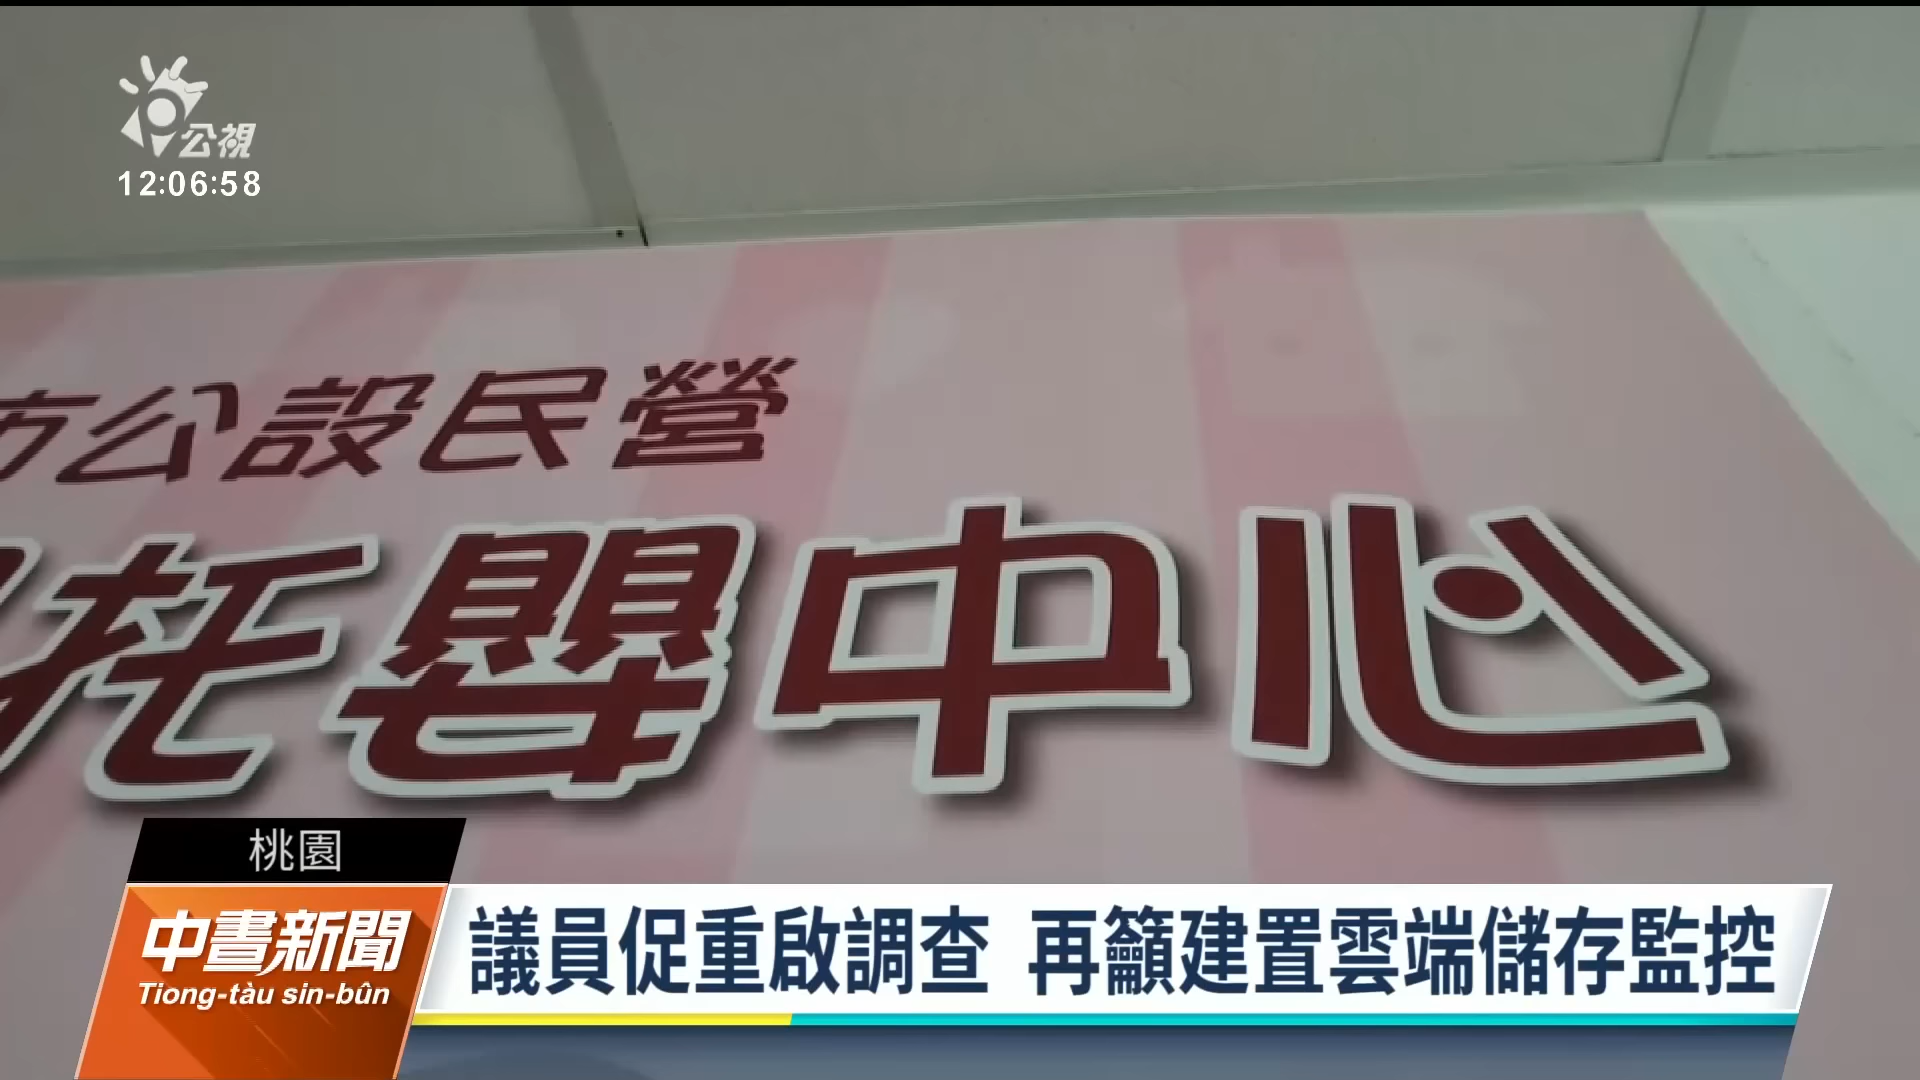 公視
12:06:58
公設民營
托嬰中心
桃園
中晝新聞
Tiong-tàu sin-bûn
議員促重啟調查 再籲建置雲端儲存監控